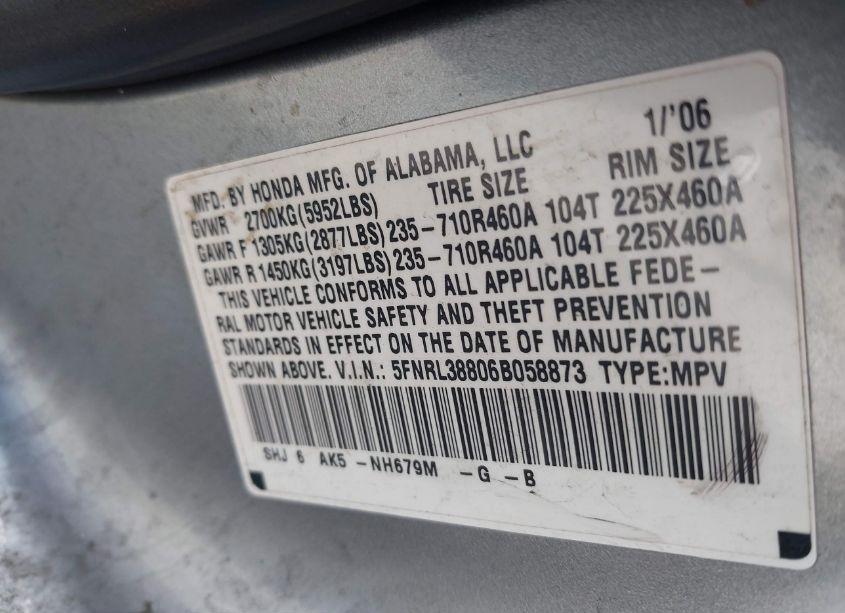 1/'06
MFD. BY HONDA MFG. OF ALABAMA, LLC
GVWR 2700KG(5952LBS) TIRE SIZE RIM SIZE
GAWR F 1305KG(2877LBS) 235-710R460A 104T 225X460A
GAWR R 1450KG(3197LBS) 235-710R460A 104T 225X460A
THIS VEHICLE CONFORMS TO ALL APPLICABLE FEDE-
RAL MOTOR VEHICLE SAFETY AND THEFT PREVENTION
STANDARDS IN EFFECT ON THE DATE OF MANUFACTURE
SHOWN ABOVE. V.I.N.: 5FNRL38806B058873 TYPE:MPV
SHJ 6 AK5 -NH679M -G -B